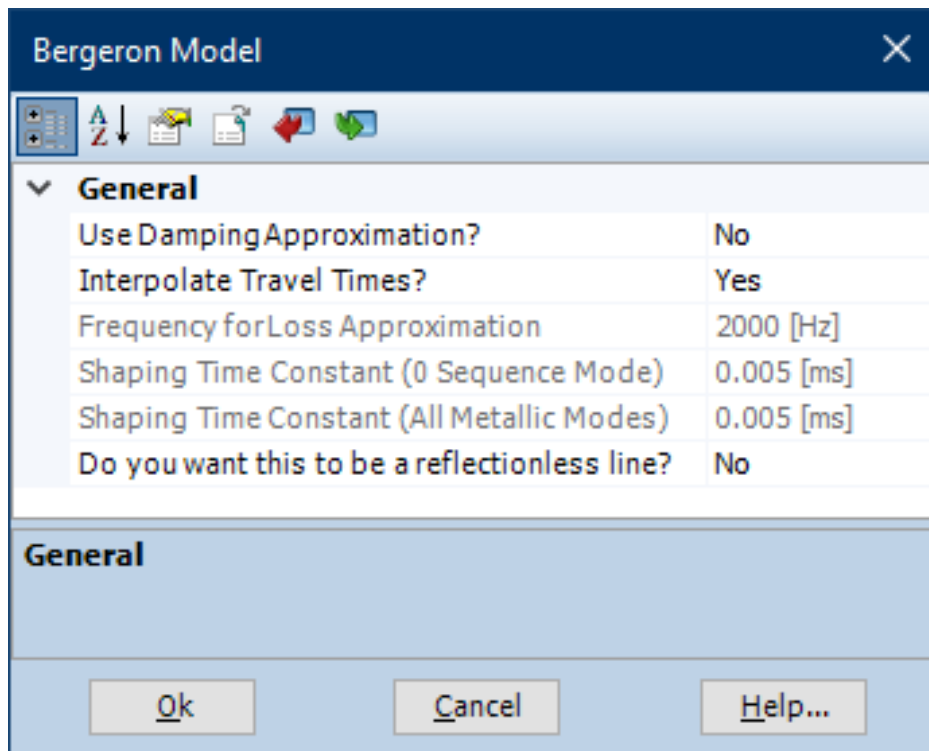 Bergeron Model
General
Use Damping Approximation? No
Interpolate Travel Times? Yes
Frequency for Loss Approximation 2000 [Hz]
Shaping Time Constant (0 Sequence Mode) 0.005 [ms]
Shaping Time Constant (All Metallic Modes) 0.005 [ms]
Do you want this to be a reflectionless line? No
General
Ok Cancel Help...